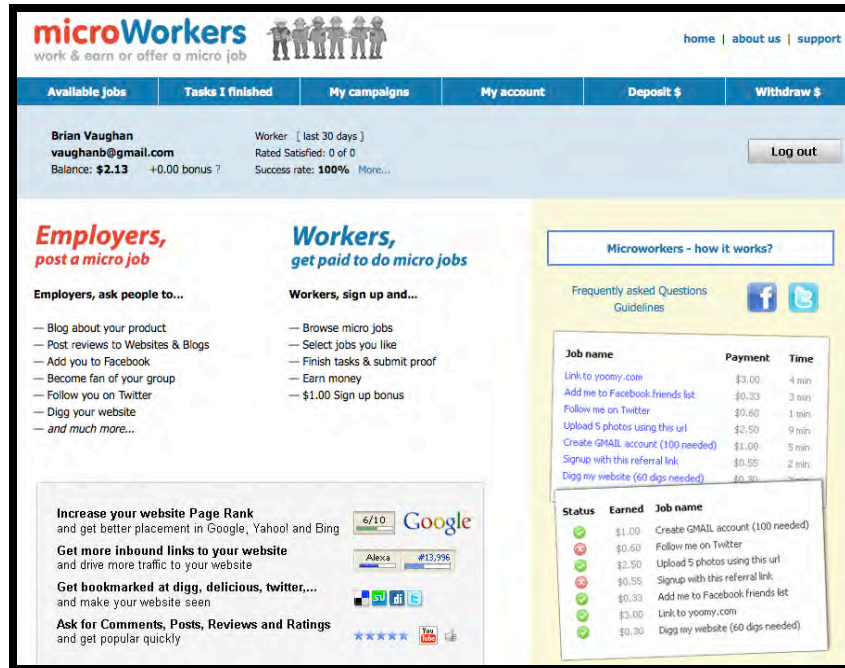 microWorkers
work & earn or offer a micro job
home | about us | support
Available jobs Tasks I finished My campaigns My account Deposit $ Withdraw $
Brian Vaughan
vaughanb@gmail.com
Balance: $2.13 +0.00 bonus ?
Worker [ last 30 days ]
Rated Satisfied: 0 of 0
Success rate: 100% More...
Log out
Employers,
post a micro job
Employers, ask people to...
— Blog about your product
— Post reviews to Websites & Blogs
— Add you to Facebook
— Become fan of your group
— Follow you on Twitter
— Digg your website
— and much more...
Workers,
get paid to do micro jobs
Workers, sign up and...
— Browse micro jobs
— Select jobs you like
— Finish tasks & submit proof
— Earn money
— $1.00 Sign up bonus
Microworkers - how it works?
Frequently asked Questions
Guidelines
Job name Payment Time
Link to yoomy.com $3.00 4 min
Add me to Facebook friends list $0.33 3 min
Follow me on Twitter $0.60 1 min
Upload 5 photos using this url $2.50 9 min
Create GMAIL account (100 needed) $1.00 5 min
Signup with this referral link $0.55 2 min
Digg my website (60 digs needed) $0.30
Status Earned Job name
$1.00 Create GMAIL account (100 needed)
$0.60 Follow me on Twitter
$2.50 Upload 5 photos using this url
$0.55 Signup with this referral link
$0.33 Add me to Facebook friends list
$3.00 Link to yoomy.com
$0.30 Digg my website (60 digs needed)
Increase your website Page Rank
and get better placement in Google, Yahoo! and Bing
6/10 Google
Get more inbound links to your website
and drive more traffic to your website
Alexa #13,996
Get bookmarked at digg, delicious, twitter,...
and make your website seen
Ask for Comments, Posts, Reviews and Ratings
and get popular quickly
You Tube